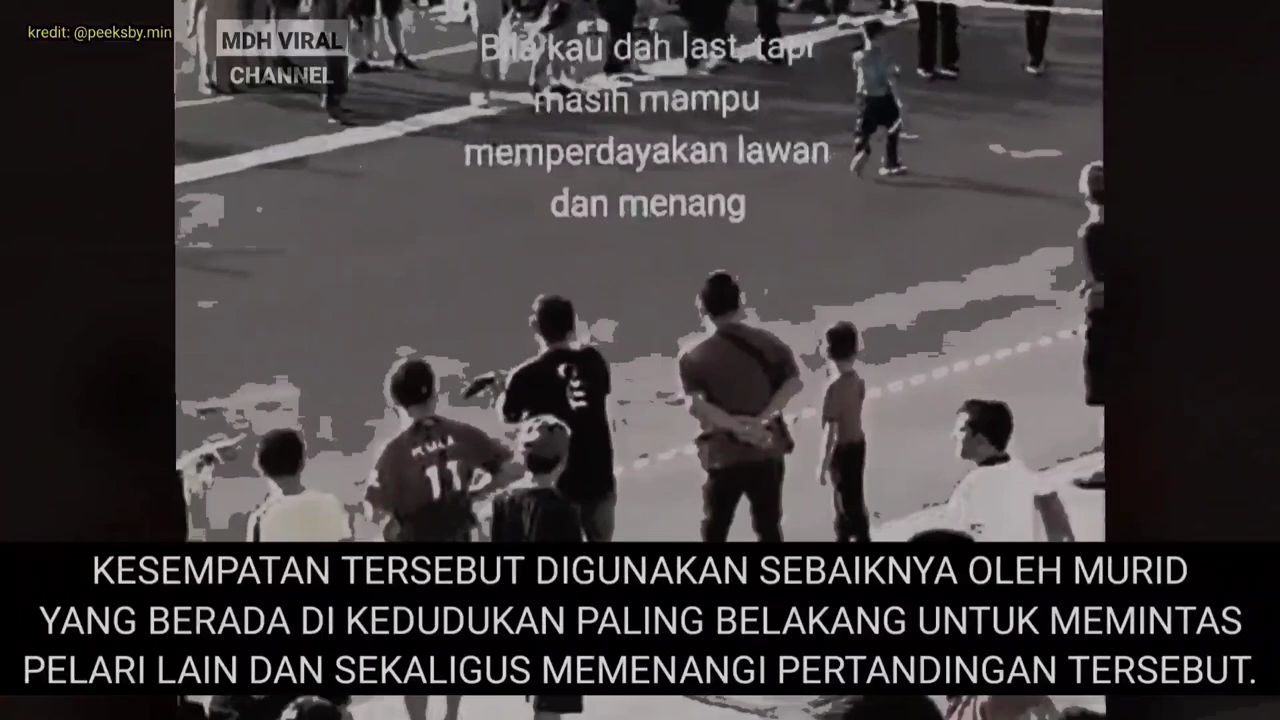 kredit: @peeksby.min
MDH VIRAL
CHANNEL
Bila kau dah last, tapi
masih mampu
memperdayakan lawan
dan menang
11
KESEMPATAN TERSEBUT DIGUNAKAN SEBAIKNYA OLEH MURID
YANG BERADA DI KEDUDUKAN PALING BELAKANG UNTUK MEMINTAS
PELARI LAIN DAN SEKALIGUS MEMENANGI PERTANDINGAN TERSEBUT.